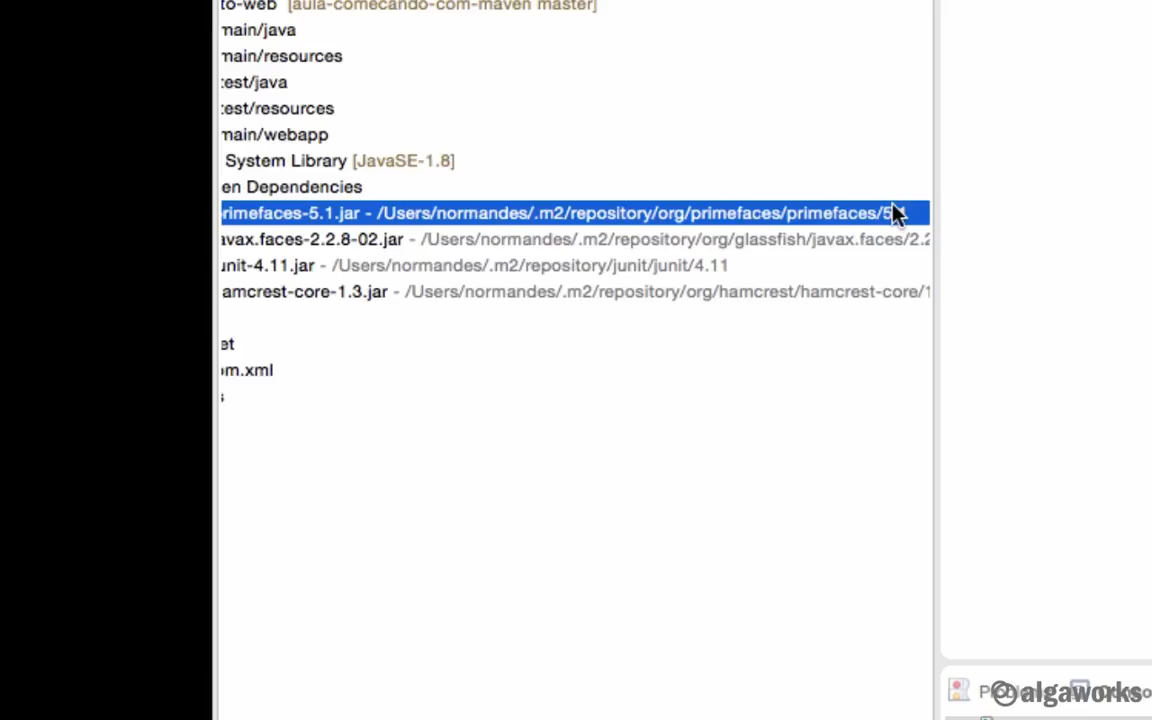 to-web [aula-comecando-com-maven master]
main/java
main/resources
test/java
test/resources
main/webapp
System Library [JavaSE-1.8]
en Dependencies
rimefaces-5.1.jar - /Users/normandes/.m2/repository/org/primefaces/primefaces/5.1
avax.faces-2.2.8-02.jar - /Users/normandes/.m2/repository/org/glassfish/javax.faces/2.2
unit-4.11.jar - /Users/normandes/.m2/repository/junit/junit/4.11
amcrest-core-1.3.jar - /Users/normandes/.m2/repository/org/hamcrest/hamcrest-core/1
et
om.xml
s
© algaworks